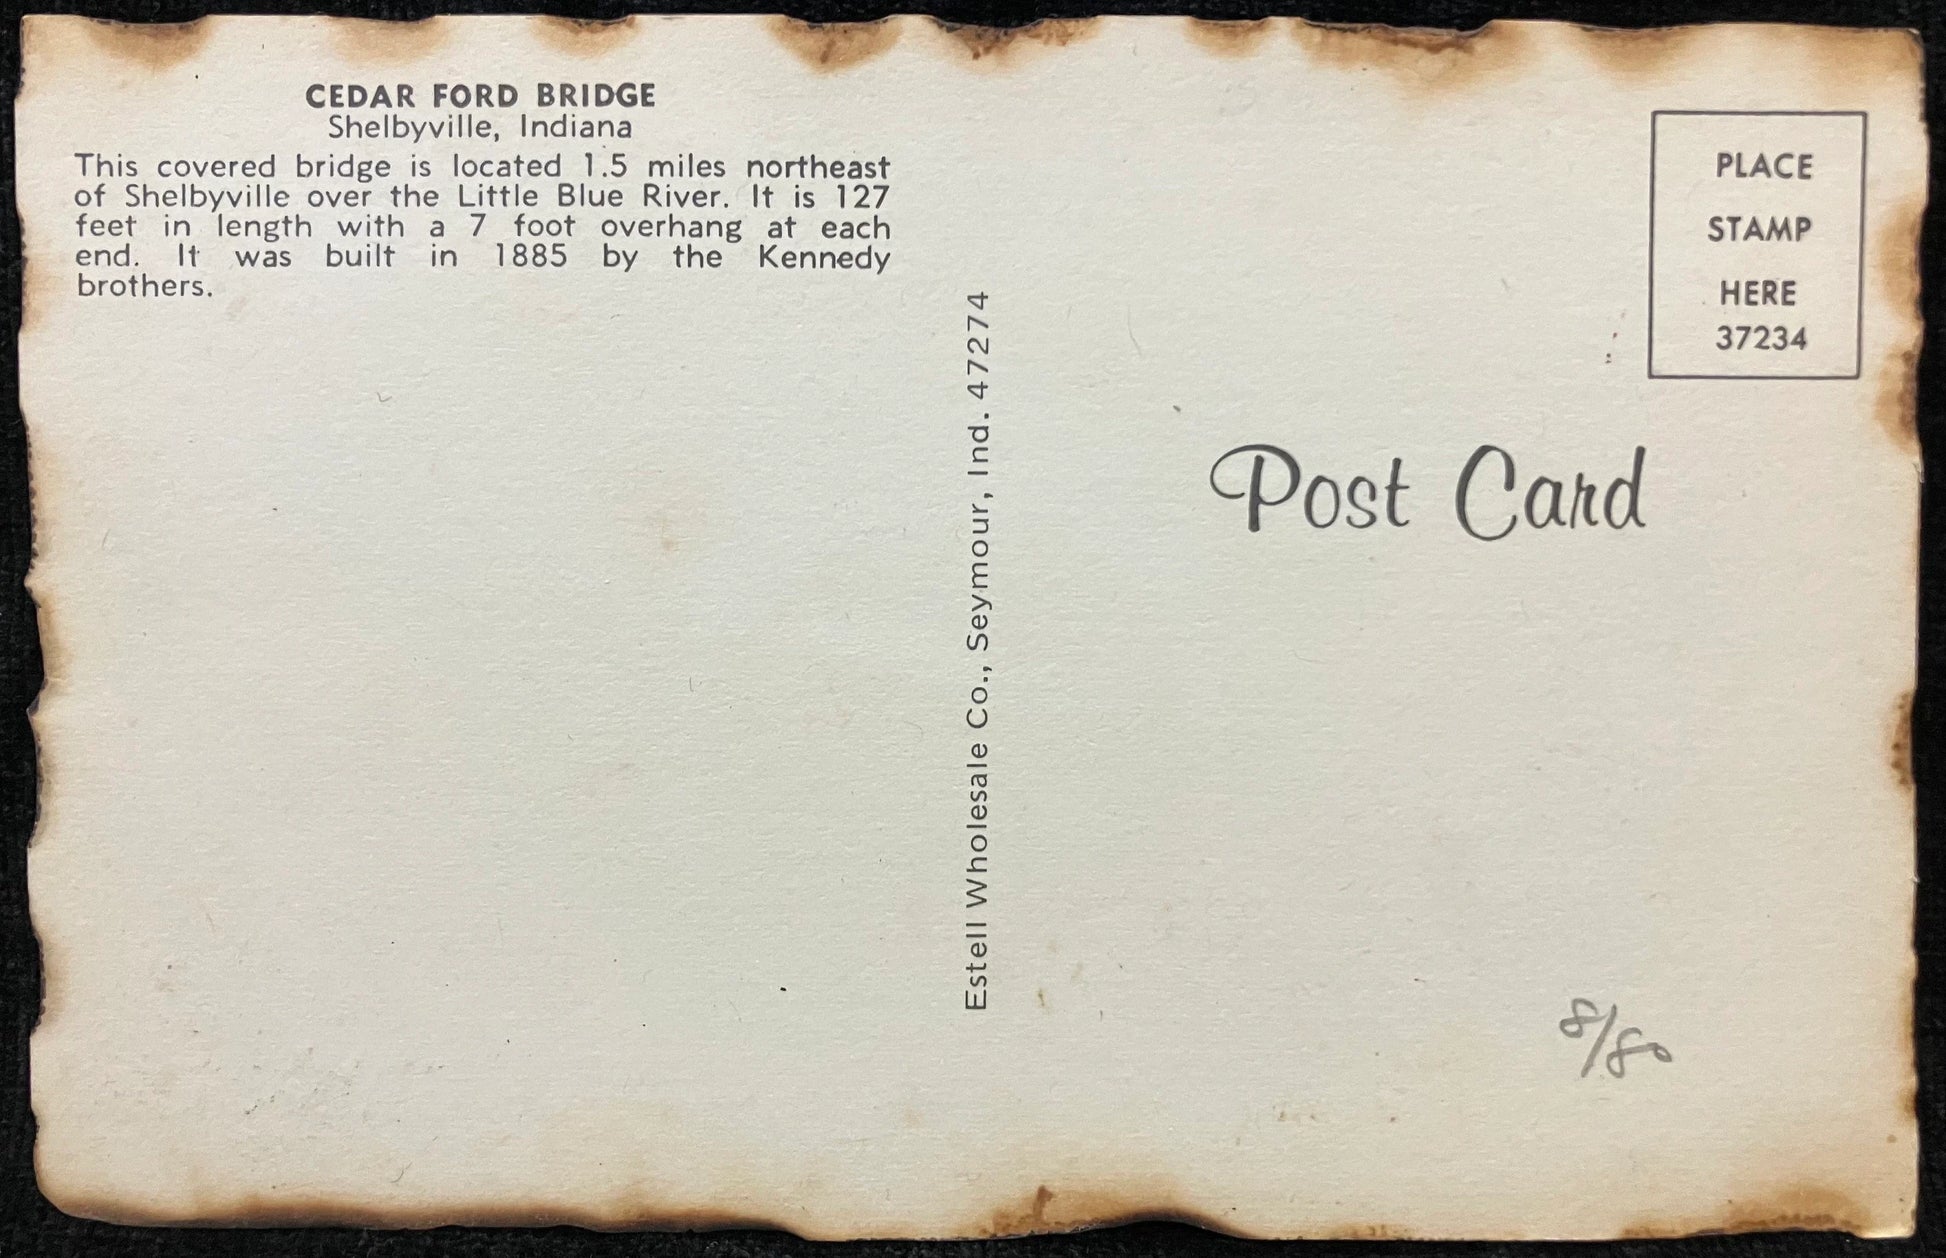 CEDAR FORD BRIDGE
Shelbyville, Indiana
This covered bridge is located 1.5 miles northeast
of Shelbyville over the Little Blue River. It is 127
feet in length with a 7 foot overhang at each
end. It was built in 1885 by the Kennedy
brothers.
Estell Wholesale Co., Seymour, Ind. 47274
PLACE
STAMP
HERE
37234
Post Card
8/80